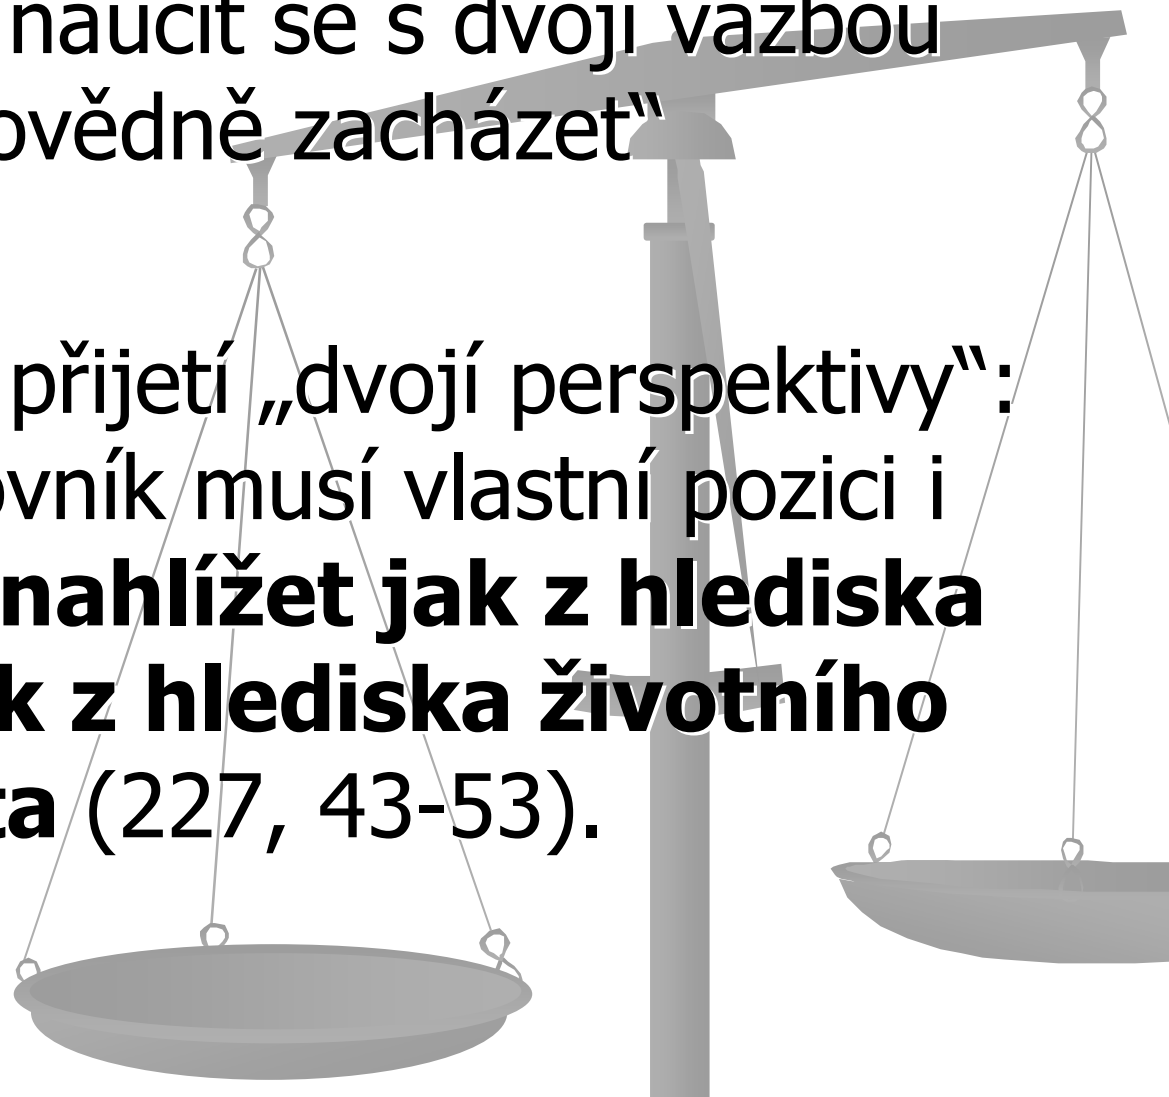 naučit se s dvojí vazbou
ovědně zacházet“
přijetí „dvojí perspektivy“:
ovník musí vlastní pozici i
nahlížet jak z hlediska
k z hlediska životního
ta (227, 43-53).